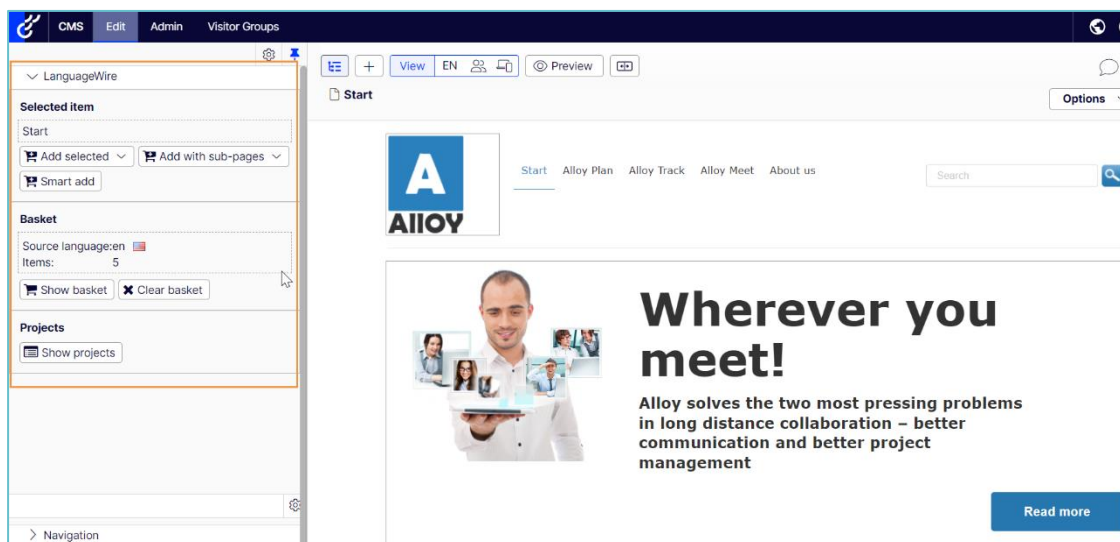 CMS Edit Admin Visitor Groups
LanguageWire
Selected item
Start
Add selected
Add with sub-pages
Smart add
Basket
Source language:en
Items: 5
Show basket
Clear basket
Projects
Show projects
Navigation
View EN Preview
Start
Options
A
AllOY
Start Alloy Plan Alloy Track Alloy Meet About us
Search
Wherever you
meet!
Alloy solves the two most pressing problems
in long distance collaboration – better
communication and better project
management
Read more